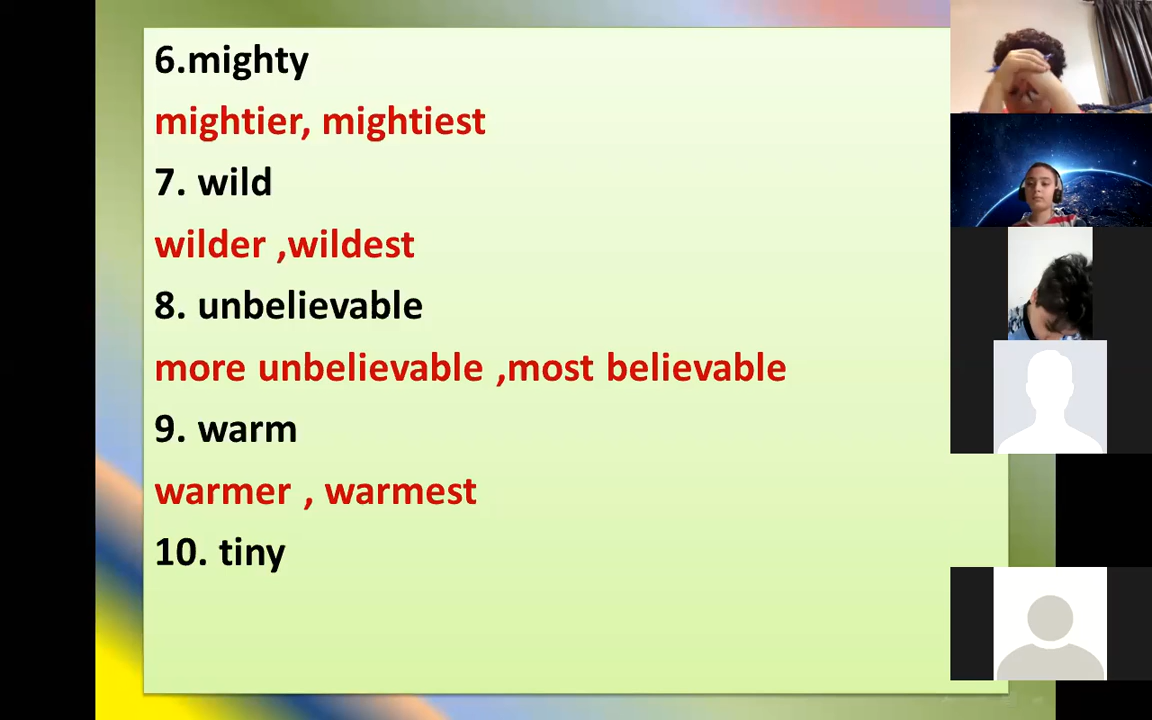 6.mighty
mightier, mightiest
7. wild
wilder ,wildest
8. unbelievable
more unbelievable ,most believable
9. warm
warmer , warmest
10. tiny